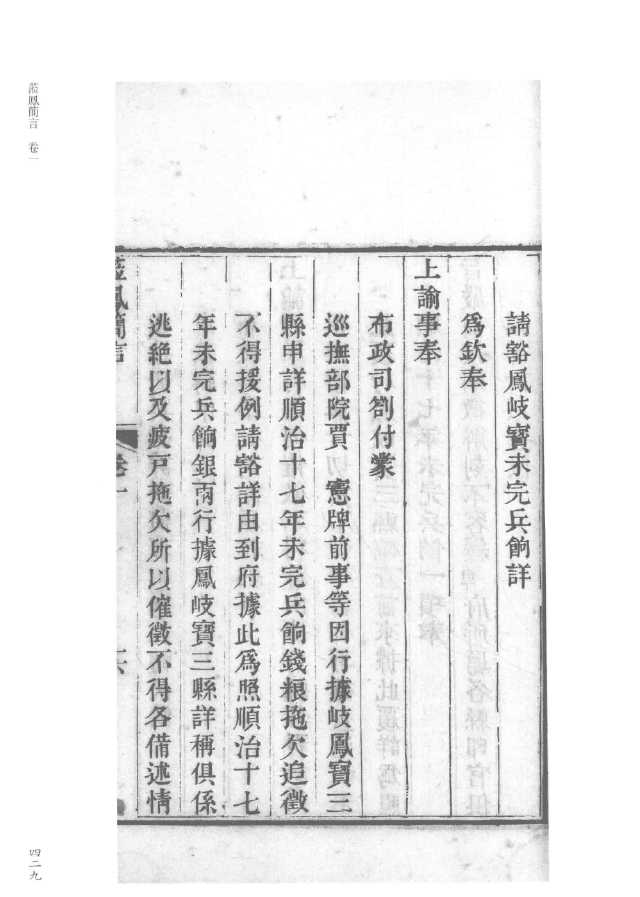 請豁鳳岐寶未完兵餉詳
為欽奉
上諭事奉
布政司劄付蒙
巡撫部院賈 憲牌前事等因行據岐鳳寶三
縣申詳順治十七年未完兵餉錢粮拖欠追徵
不得援例請豁詳由到府據此為照順治十七
年未完兵餉銀兩行據鳳岐寶三縣詳稱俱係
逃絕以及疲戶拖欠所以催徵不得各備述情
鳳簡言 卷一
鳳簡言 卷一
四二九